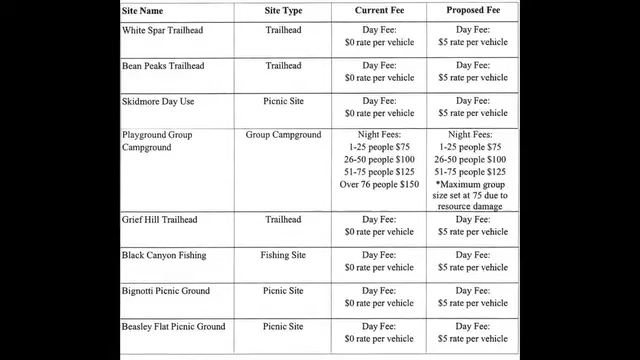 Site Name Site Type Current Fee Proposed Fee
White Spar Trailhead Trailhead Day Fee: Day Fee:
$0 rate per vehicle $5 rate per vehicle
Bean Peaks Trailhead Trailhead Day Fee: Day Fee:
$0 rate per vehicle $5 rate per vehicle
Skidmore Day Use Picnic Site Day Fee: Day Fee:
$0 rate per vehicle $5 rate per vehicle
Playground Group Group Campground Night Fees: Night Fees:
Campground 1-25 people $75 1-25 people $75
26-50 people $100 26-50 people $100
51-75 people $125 51-75 people $125
Over 76 people $150 *Maximum group
size set at 75 due to
resource damage
Grief Hill Trailhead Trailhead Day Fee: Day Fee:
$0 rate per vehicle $5 rate per vehicle
Black Canyon Fishing Fishing Site Day Fee: Day Fee:
$0 rate per vehicle $5 rate per vehicle
Bignotti Picnic Ground Picnic Site Day Fee: Day Fee:
$0 rate per vehicle $5 rate per vehicle
Beasley Flat Picnic Ground Picnic Site Day Fee: Day Fee:
$0 rate per vehicle $5 rate per vehicle